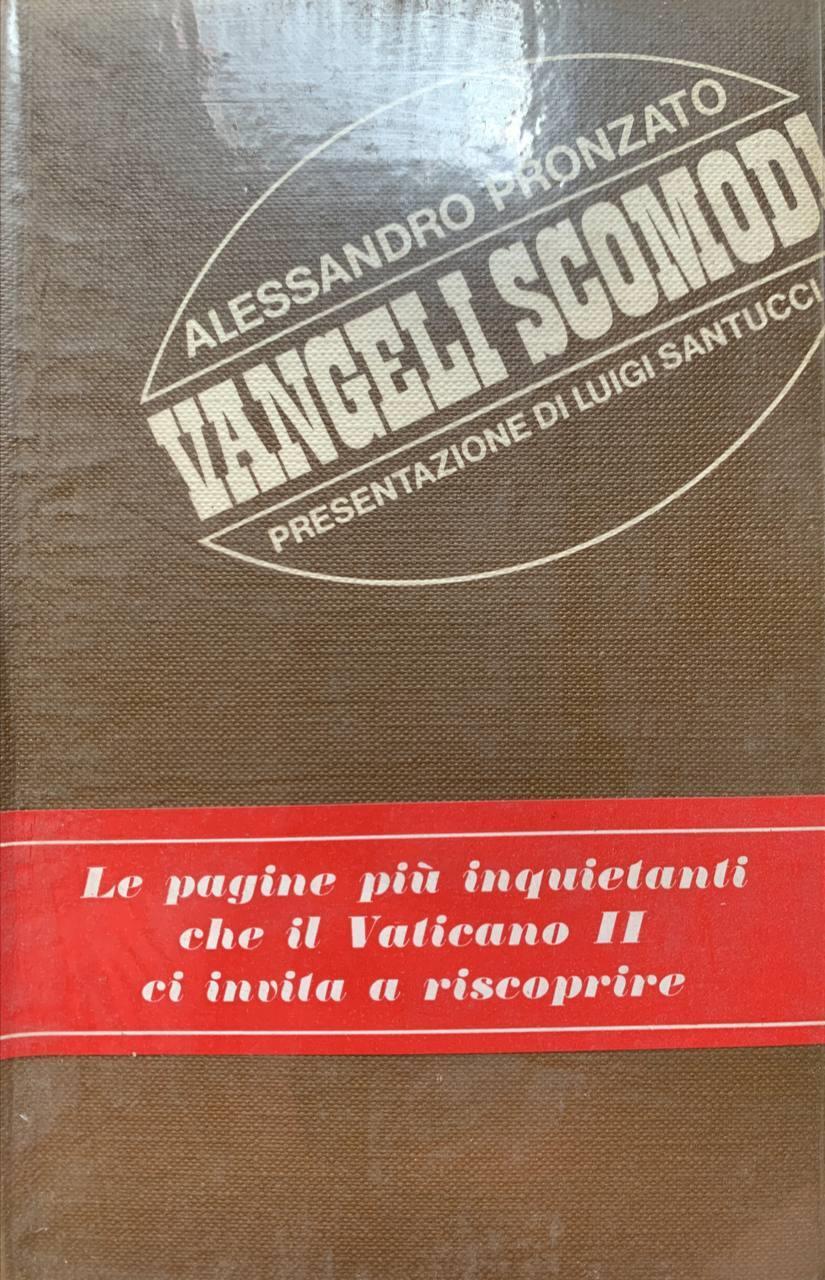 ALESSANDRO PRONZATO
VANGELI SCOMODI
PRESENTAZIONE DI LUIGI SANTUCCI
Le pagine più inquietanti
che il Vaticano II
ci invita a riscoprire